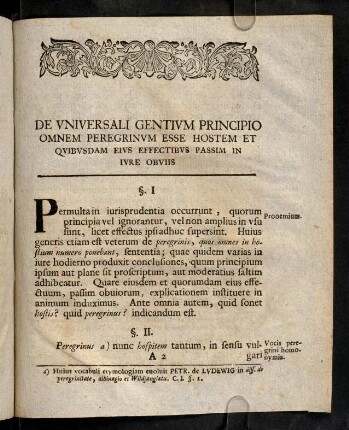 DE VNIVERSALI GENTIVM PRINCIPIO
OMNEM PEREGRINVM ESSE HOSTEM ET
QVIBVSDAM EIVS EFFECTIBVS PASSIM IN
IVRE OBVIIS
§. I
Permulta in iurisprudentia occurrunt, quorum
principia vel ignorantur, vel non amplius in vsu
sunt, licet effectus ipsi adhuc supersint. Huius
generis etiam est veterum de peregrinis, quos omnes in ho-
stium numero ponebant, sententia; quae quidem varias in
iure hodierno produxit conclusiones, quum principium
ipsum aut plane sit proscriptum, aut moderatius saltim
adhibeatur. Quare eiusdem et quorumdam eius effe-
ctuum, passim obuiorum, explicationem instituere in
animum induximus. Ante omnia autem, quid sonet
hostis? quid peregrinus? indicandum est.
Prooemium.
§. II.
Peregrinus a) nunc hospitem tantum, in sensu vul-
A 2 gari
Vocis pere-
grini homo-
nymia.
a) Huius vocabuli etymologiam euoluit PETR. de LVDEWIG in diff. de
peregrinitate, albinagio et Wildfangiatu. C. I. §. 1.